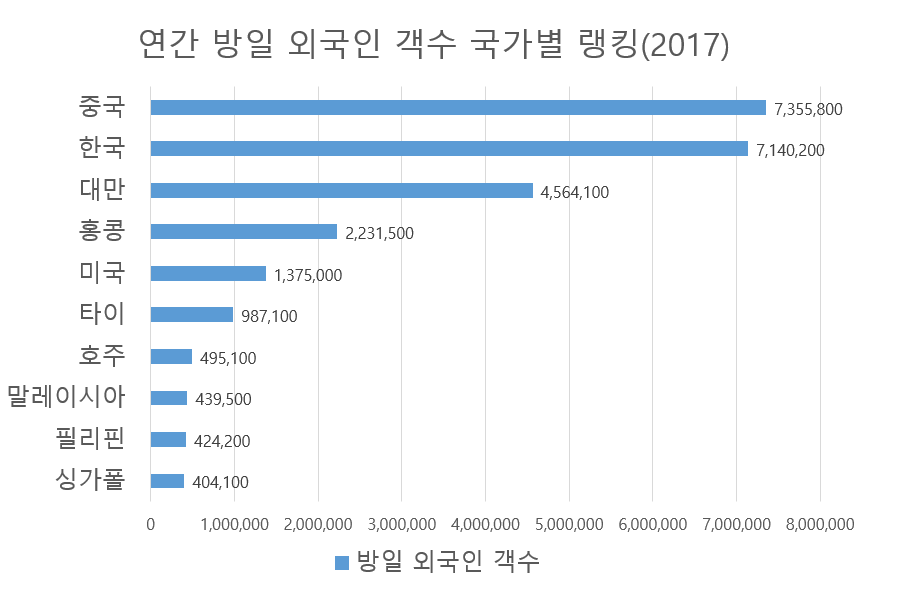 연간 방일 외국인 객수 국가별 랭킹(2017)
중국 7,355,800
한국 7,140,200
대만 4,564,100
홍콩 2,231,500
미국 1,375,000
타이 987,100
호주 495,100
말레이시아 439,500
필리핀 424,200
싱가폴 404,100
0 1,000,000 2,000,000 3,000,000 4,000,000 5,000,000 6,000,000 7,000,000 8,000,000
방일 외국인 객수